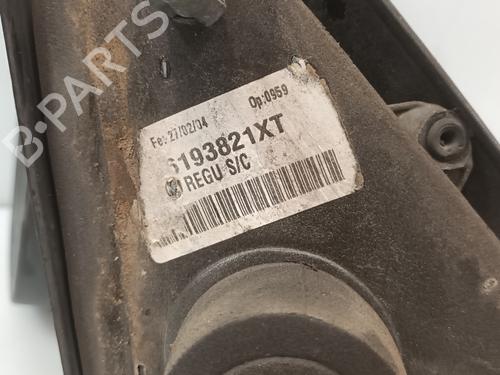 B-PARTS
Fe: 27/02/04 Op:0959
6193821XT
REGU S/C